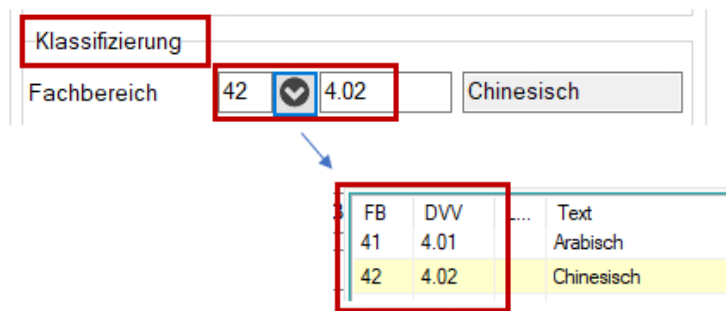 Klassifizierung
Fachbereich 42 4.02 Chinesisch
FB DVV L... Text
41 4.01 Arabisch
42 4.02 Chinesisch